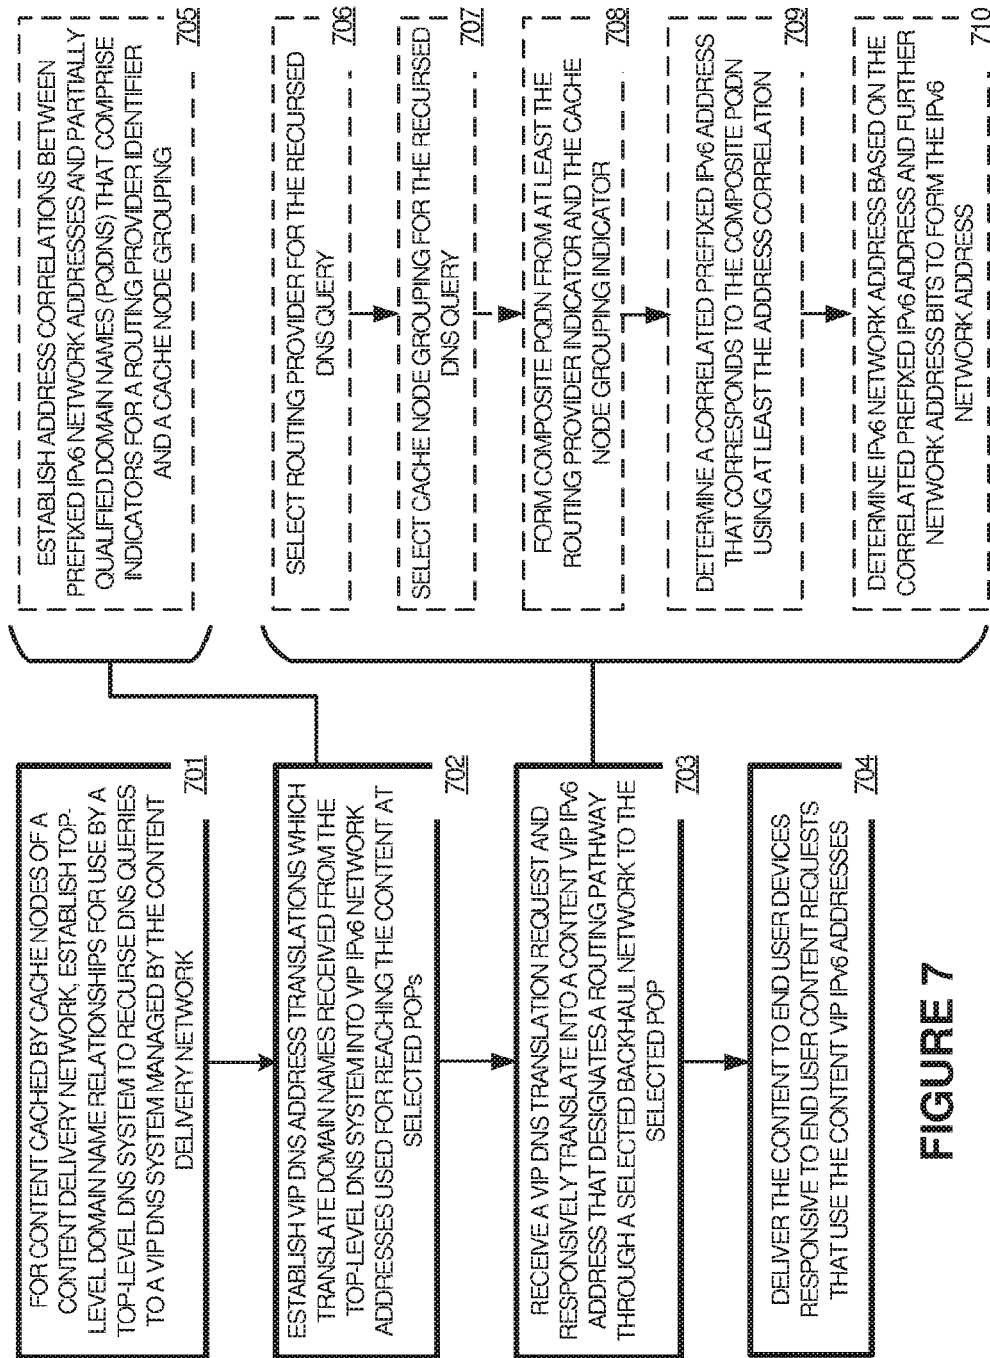 FOR CONTENT CACHED BY CACHE NODES OF A
CONTENT DELIVERY NETWORK, ESTABLISH TOP-
LEVEL DOMAIN NAME RELATIONSHIPS FOR USE BY A
TOP-LEVEL DNS SYSTEM TO RECURSE DNS QUERIES
TO A VIP DNS SYSTEM MANAGED BY THE CONTENT
DELIVERY NETWORK
701
ESTABLISH VIP DNS ADDRESS TRANSLATIONS WHICH
TRANSLATE DOMAIN NAMES RECEIVED FROM THE
TOP-LEVEL DNS SYSTEM INTO VIP IPv6 NETWORK
ADDRESSES USED FOR REACHING THE CONTENT AT
SELECTED POPs
702
RECEIVE A VIP DNS TRANSLATION REQUEST AND
RESPONSIVELY TRANSLATE INTO A CONTENT VIP IPV6
ADDRESS THAT DESIGNATES A ROUTING PATHWAY
THROUGH A SELECTED BACKHAUL NETWORK TO THE
SELECTED POP
703
DELIVER THE CONTENT TO END USER DEVICES
RESPONSIVE TO END USER CONTENT REQUESTS
THAT USE THE CONTENT VIP IPV6 ADDRESSES
704
ESTABLISH ADDRESS CORRELATIONS BETWEEN
PREFIXED IPV6 NETWORK ADDRESSES AND PARTIALLY
QUALIFIED DOMAIN NAMES (PQDNS) THAT COMPRISE
INDICATORS FOR A ROUTING PROVIDER IDENTIFIER
AND A CACHE NODE GROUPING
705
SELECT ROUTING PROVIDER FOR THE RECURSED
DNS QUERY
706
SELECT CACHE NODE GROUPING FOR THE RECURSED
DNS QUERY
707
FORM COMPOSITE PQDN FROM AT LEAST THE
ROUTING PROVIDER INDICATOR AND THE CACHE
NODE GROUPING INDICATOR
708
DETERMINE A CORRELATED PREFIXED IPv6 ADDRESS
THAT CORRESPONDS TO THE COMPOSITE PQDN
USING AT LEAST THE ADDRESS CORRELATION
709
DETERMINE IPV6 NETWORK ADDRESS BASED ON THE
CORRELATED PREFIXED IPv6 ADDRESS AND FURTHER
NETWORK ADDRESS BITS TO FORM THE IPV6
NETWORK ADDRESS
710
FIGURE 7